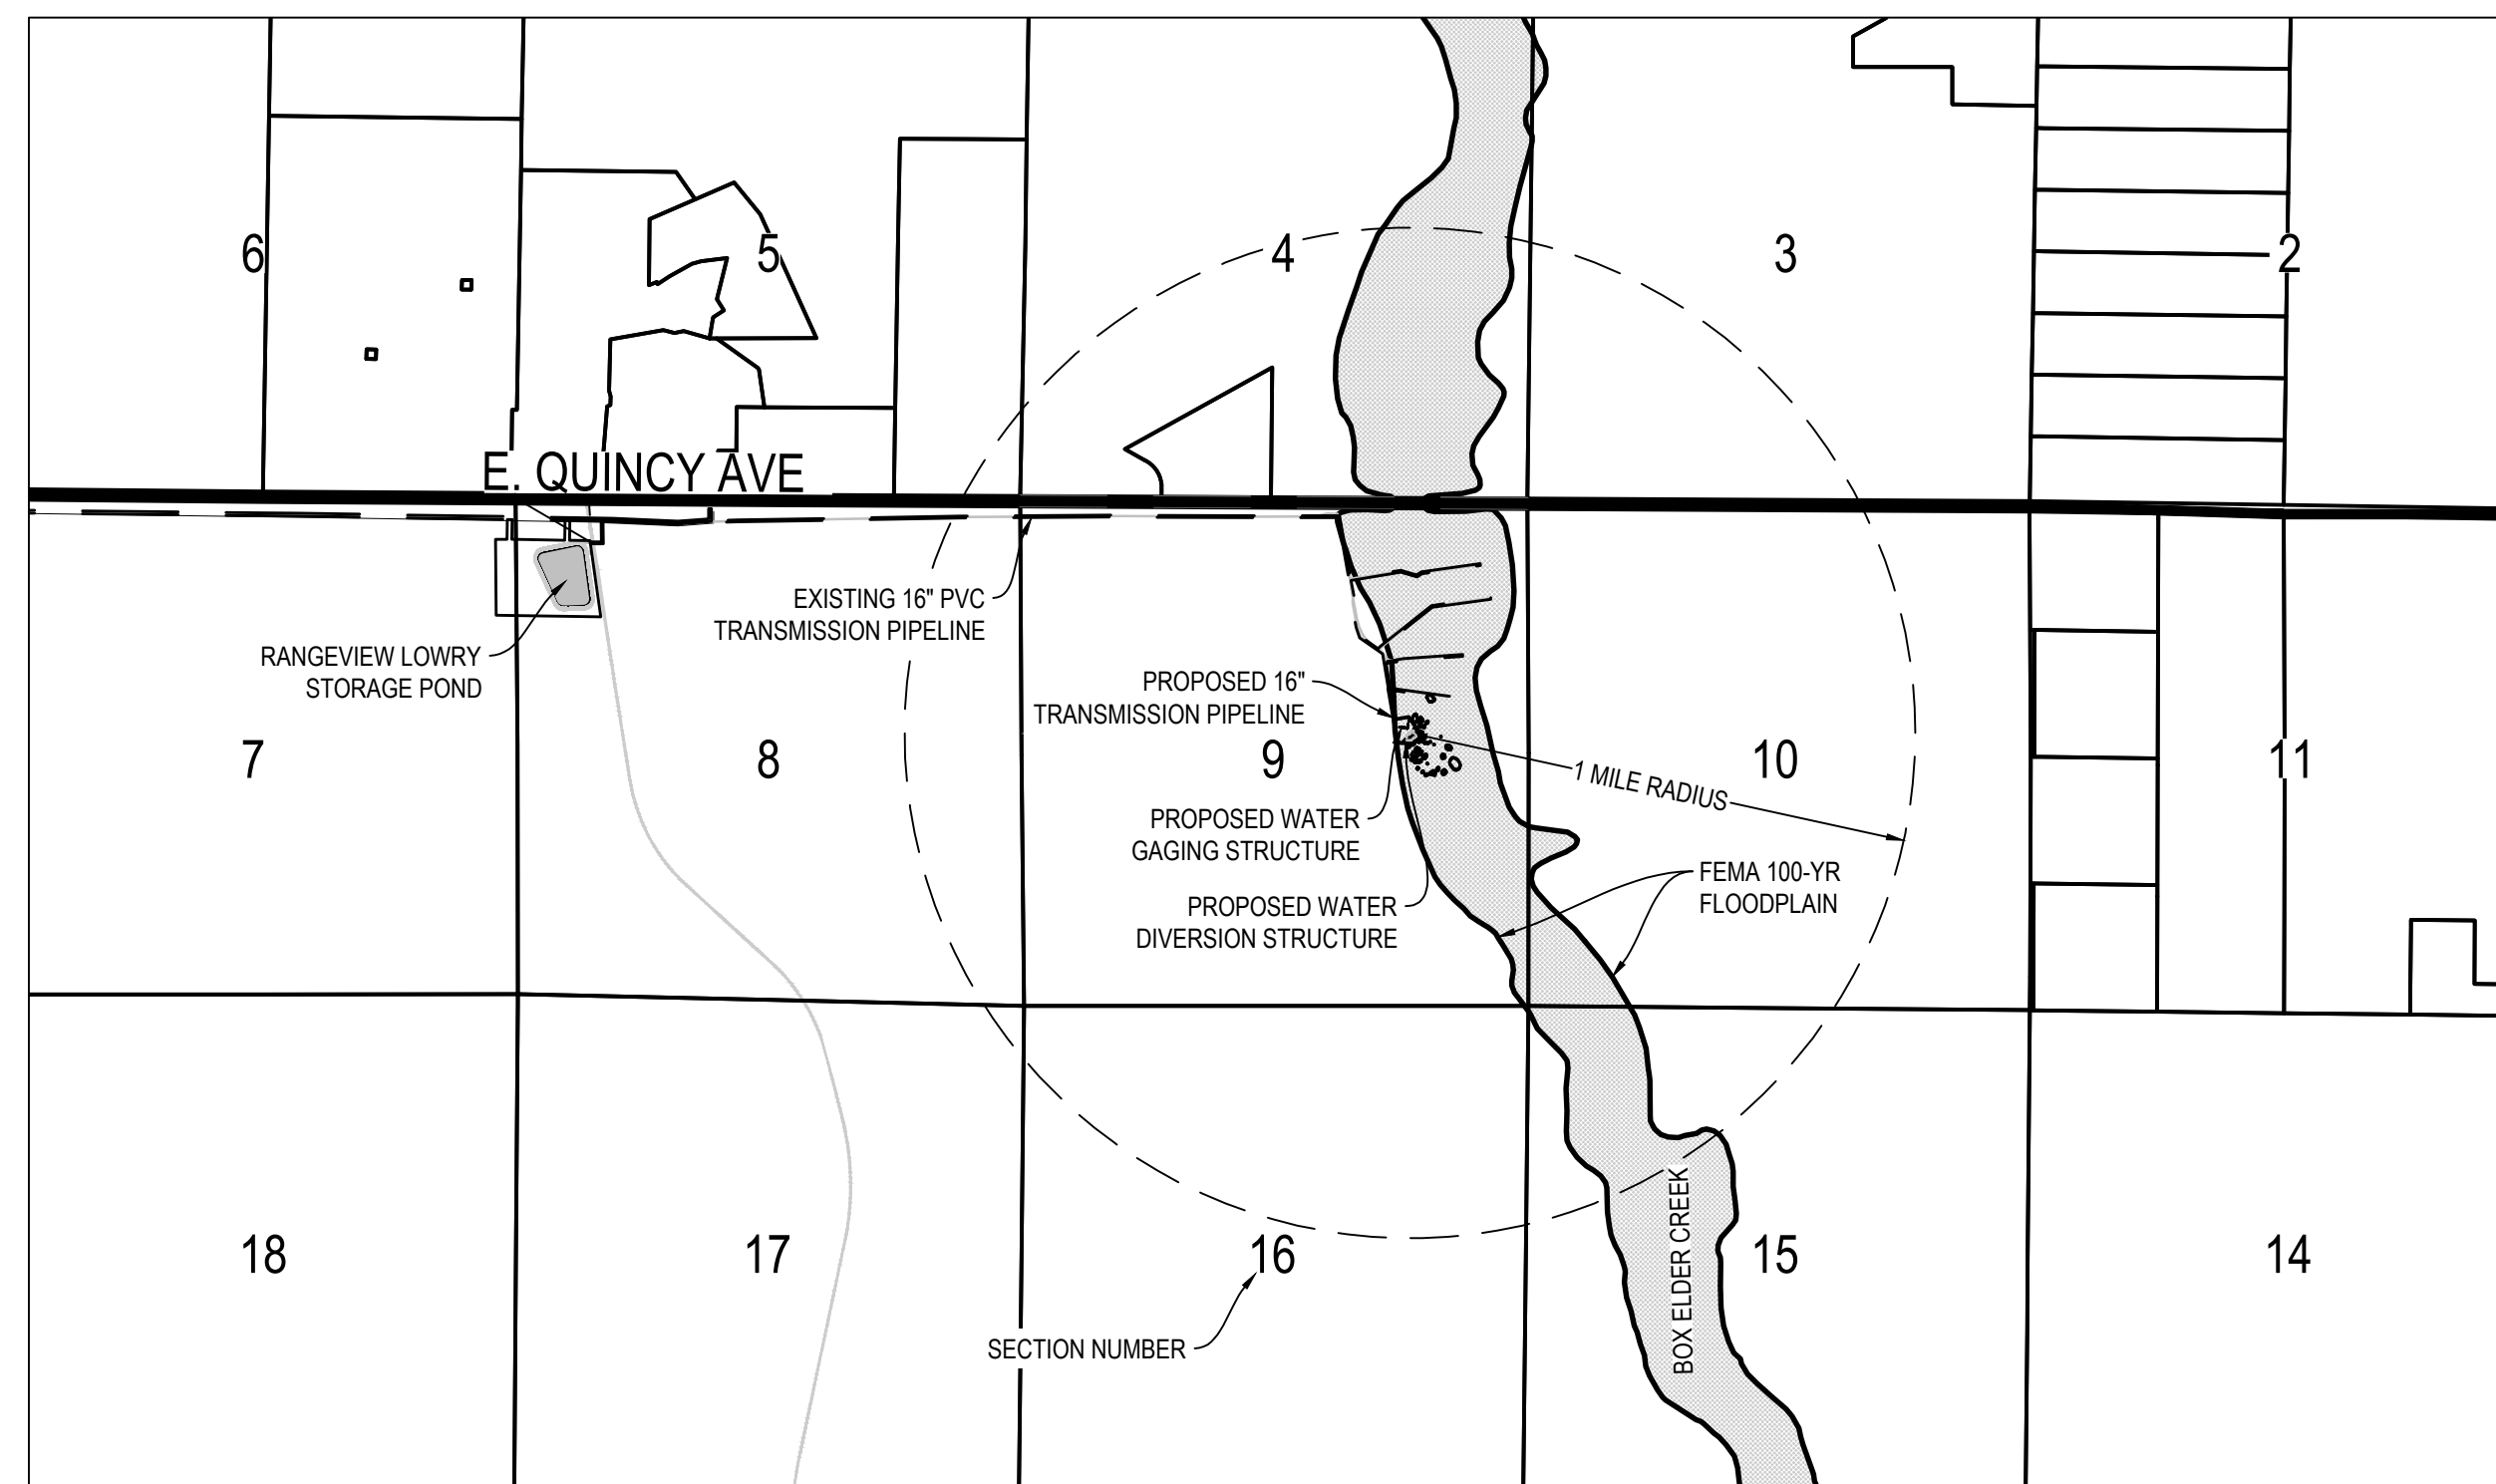 6
5
4
3
2
E. QUINCY AVE
EXISTING 16" PVC
TRANSMISSION PIPELINE
RANGEVIEW LOWRY
STORAGE POND
PROPOSED 16"
TRANSMISSION PIPELINE
7
8
9
10
11
1 MILE RADIUS
PROPOSED WATER
GAGING STRUCTURE
FEMA 100-YR
FLOODPLAIN
PROPOSED WATER
DIVERSION STRUCTURE
18
17
16
15
14
BOX ELDER CREEK
SECTION NUMBER